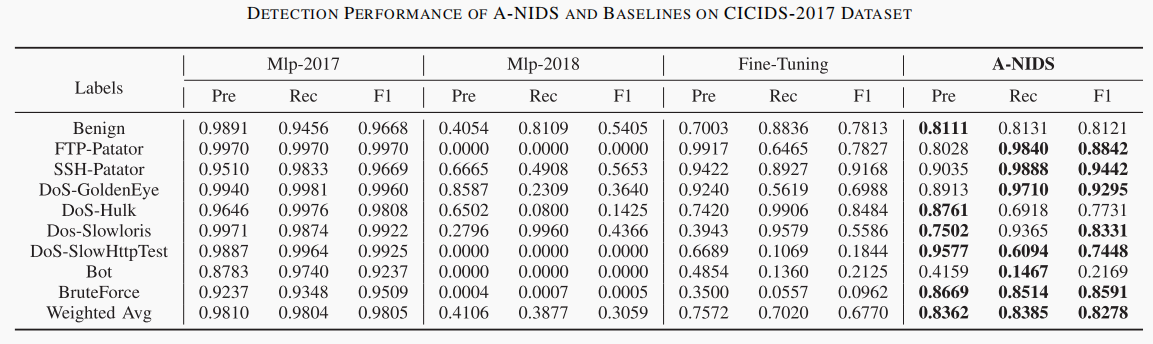 DETECTION PERFORMANCE OF A-NIDS AND BASELINES ON CICIDS-2017 DATASET
Labels Mlp-2017 Mlp-2018 Fine-Tuning A-NIDS
Pre Rec F1 Pre Rec F1 Pre Rec F1 Pre Rec F1
Benign 0.9891 0.9456 0.9668 0.4054 0.8109 0.5405 0.7003 0.8836 0.7813 0.8111 0.8131 0.8121
FTP-Patator 0.9970 0.9970 0.9970 0.0000 0.0000 0.0000 0.9917 0.6465 0.7827 0.8028 0.9840 0.8842
SSH-Patator 0.9510 0.9833 0.9669 0.6665 0.4908 0.5653 0.9422 0.8927 0.9168 0.9035 0.9888 0.9442
DoS-GoldenEye 0.9940 0.9981 0.9960 0.8587 0.2309 0.3640 0.9240 0.5619 0.6988 0.8913 0.9710 0.9295
DoS-Hulk 0.9646 0.9976 0.9808 0.6502 0.0800 0.1425 0.7420 0.9906 0.8484 0.8761 0.6918 0.7731
Dos-Slowloris 0.9971 0.9874 0.9922 0.2796 0.9960 0.4366 0.3943 0.9579 0.5586 0.7502 0.9365 0.8331
DoS-SlowHttpTest 0.9887 0.9964 0.9925 0.0000 0.0000 0.0000 0.6689 0.1069 0.1844 0.9577 0.6094 0.7448
Bot 0.8783 0.9740 0.9237 0.0000 0.0000 0.0000 0.4854 0.1360 0.2125 0.4159 0.1467 0.2169
BruteForce 0.9237 0.9348 0.9509 0.0004 0.0007 0.0005 0.3500 0.0557 0.0962 0.8669 0.8514 0.8591
Weighted Avg 0.9810 0.9804 0.9805 0.4106 0.3877 0.3059 0.7572 0.7020 0.6770 0.8362 0.8385 0.8278